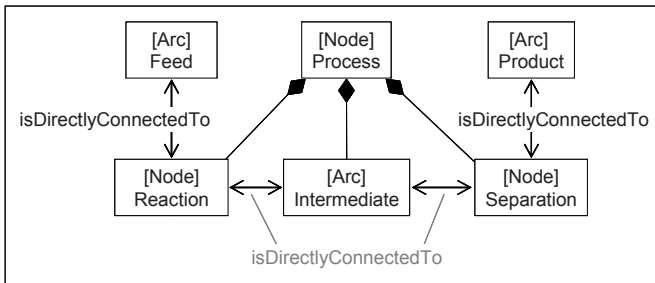 [Arc]
Feed
[Node]
Process
[Arc]
Product
isDirectlyConnectedTo
isDirectlyConnectedTo
[Node]
Reaction
[Arc]
Intermediate
[Node]
Separation
isDirectlyConnectedTo